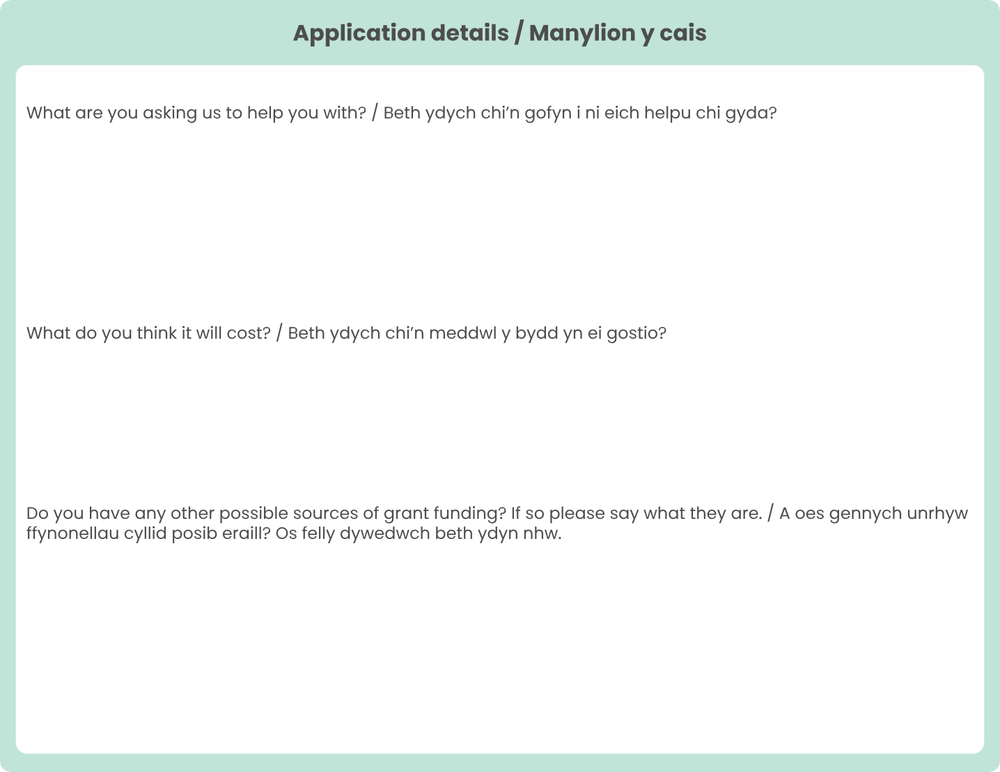 Application details / Manylion y cais
What are you asking us to help you with? / Beth ydych chi’n gofyn i ni eich helpu chi gyda?
What do you think it will cost? / Beth ydych chi’n meddwl y bydd yn ei gostio?
Do you have any other possible sources of grant funding? If so please say what they are. / A oes gennych unrhyw
ffynonellau cyllid posib eraill? Os felly dywedwch beth ydyn nhw.